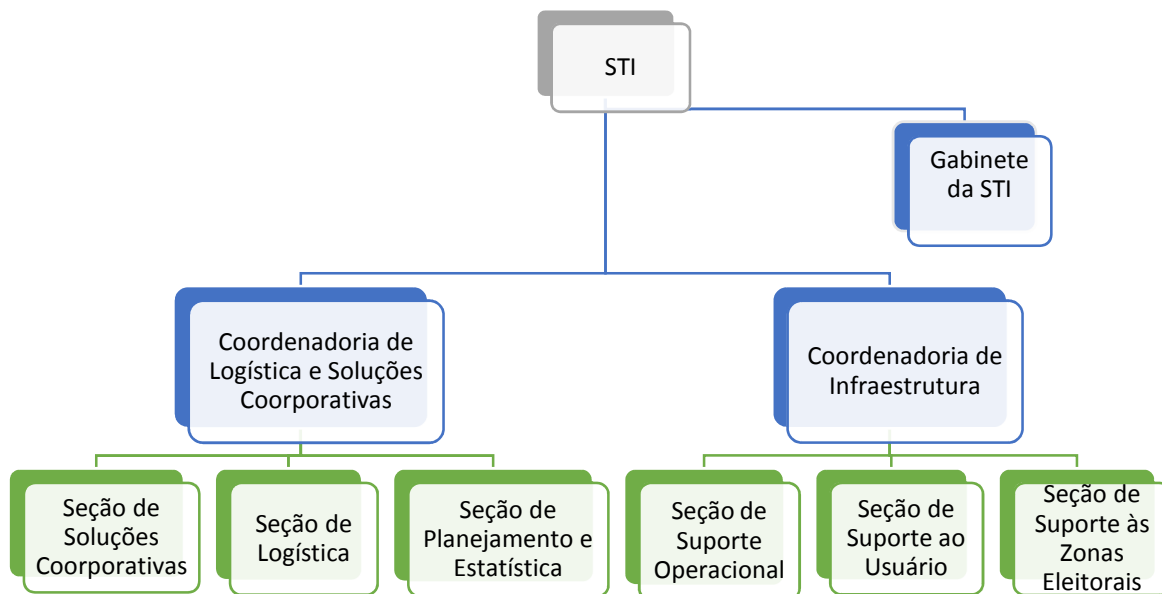 STI
Gabinete
da STI
Coordenadoria de
Logística e Soluções
Coorporativas
Coordenadoria de
Infraestrutura
Seção de
Soluções
Coorporativas
Seção de
Logística
Seção de
Planejamento e
Estatística
Seção de
Suporte
Operacional
Seção de
Suporte ao
Usuário
Seção de
Suporte às
Zonas
Eleitorais